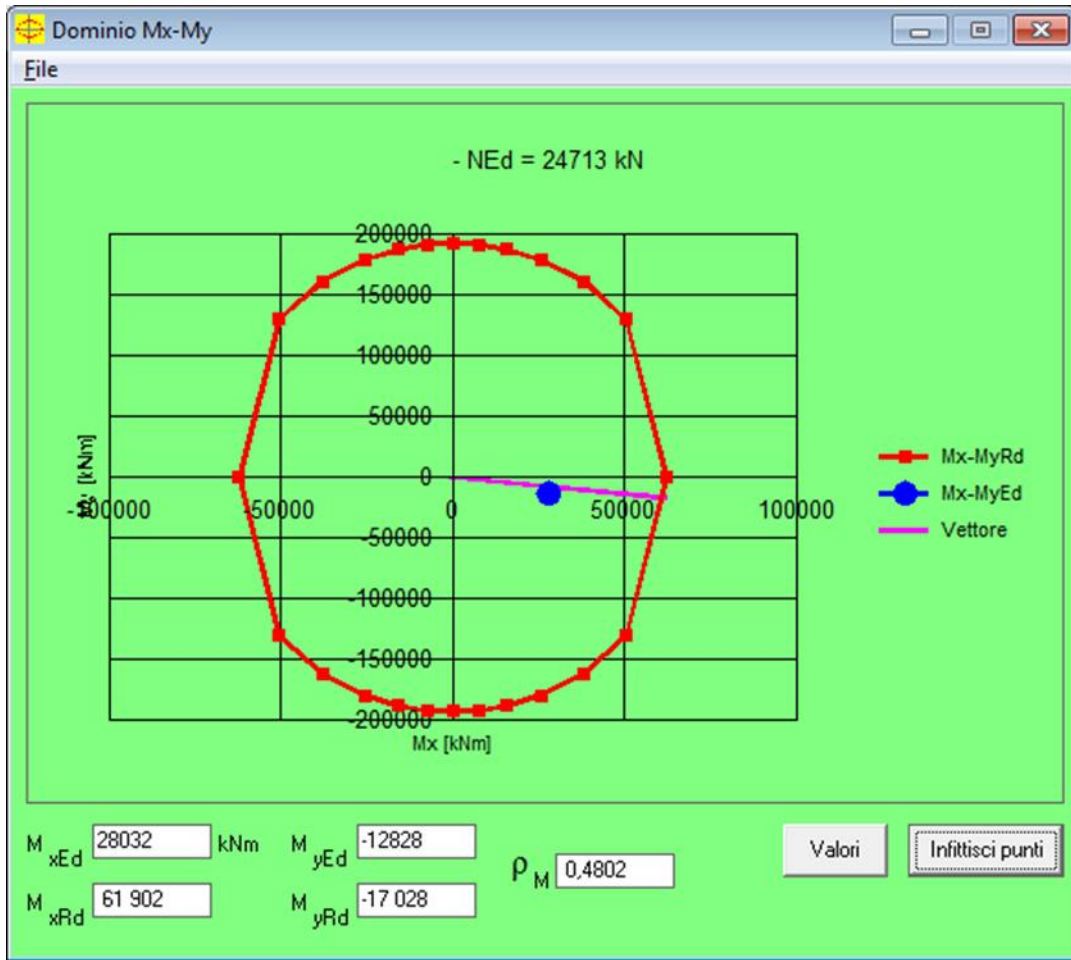 Dominio Mx-My
File
- NEd = 24713 kN
200000
150000
100000
50000
0
-100000 -50000 0 50000 100000
-50000
-100000
-150000
-200000
[kNm]
Mx [kNm]
Mx-MyRd
Mx-MyEd
Vettore
M xEd 28032 kNm M yEd -12828
ρ M 0,4802
M xRd 61 902 M yRd -17 028
Valori Infittisci punti